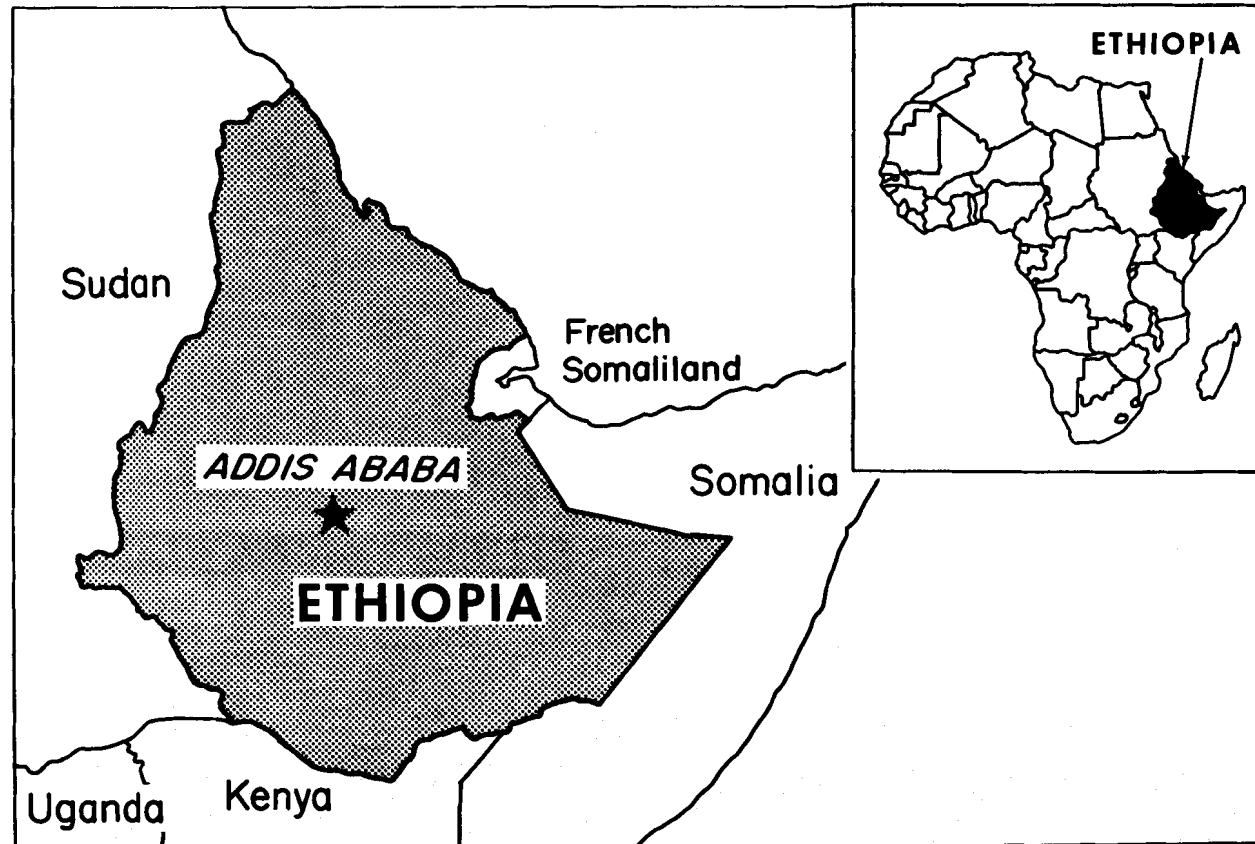 ETHIOPIA
Sudan
French
Somaliland
ADDIS ABABA
Somalia
ETHIOPIA
Uganda
Kenya